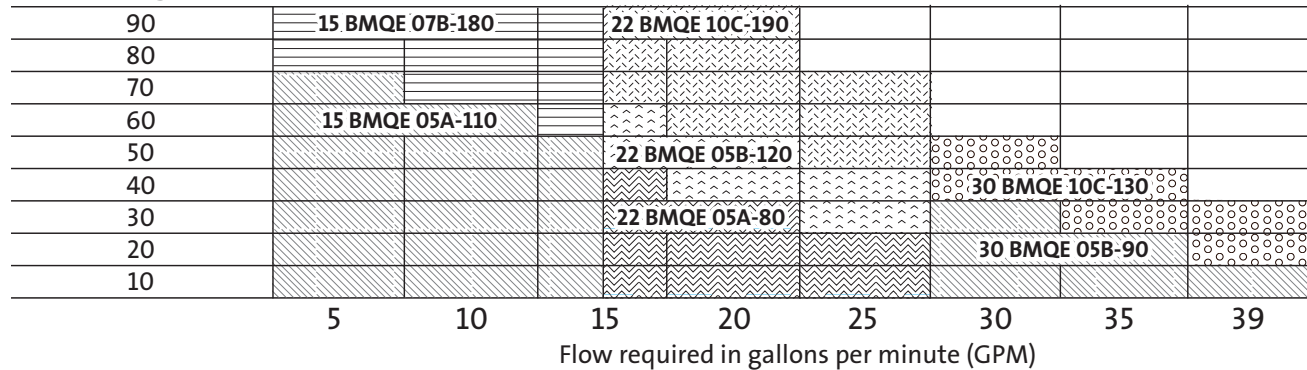 90 15 BMQE 07B-180 22 BMQE 10C-190
80
70
60 15 BMQE 05A-110
50 22 BMQE 05B-120
40 30 BMQE 10C-130
30 22 BMQE 05A-80
20 30 BMQE 05B-90
10
5 10 15 20 25 30 35 39
Flow required in gallons per minute (GPM)